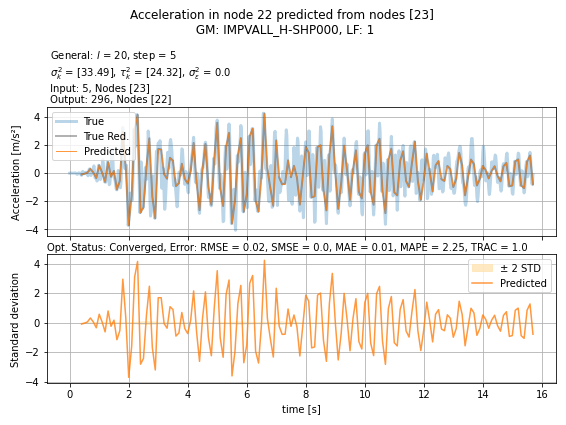 Acceleration in node 22 predicted from nodes [23]
GM: IMPVALL_H-SHP000, LF: 1
General: l = 20, step = 5
σ²ₖ = [33.49], τ²ₖ = [24.32], σ²ε = 0.0
Input: 5, Nodes [23]
Output: 296, Nodes [22]
Acceleration [m/s²]
4
2
0
−2
−4
True
True Red.
Predicted
Opt. Status: Converged, Error: RMSE = 0.02, SMSE = 0.0, MAE = 0.01, MAPE = 2.25, TRAC = 1.0
Standard deviation
4
2
0
−2
−4
± 2 STD
Predicted
0 2 4 6 8 10 12 14 16
time [s]